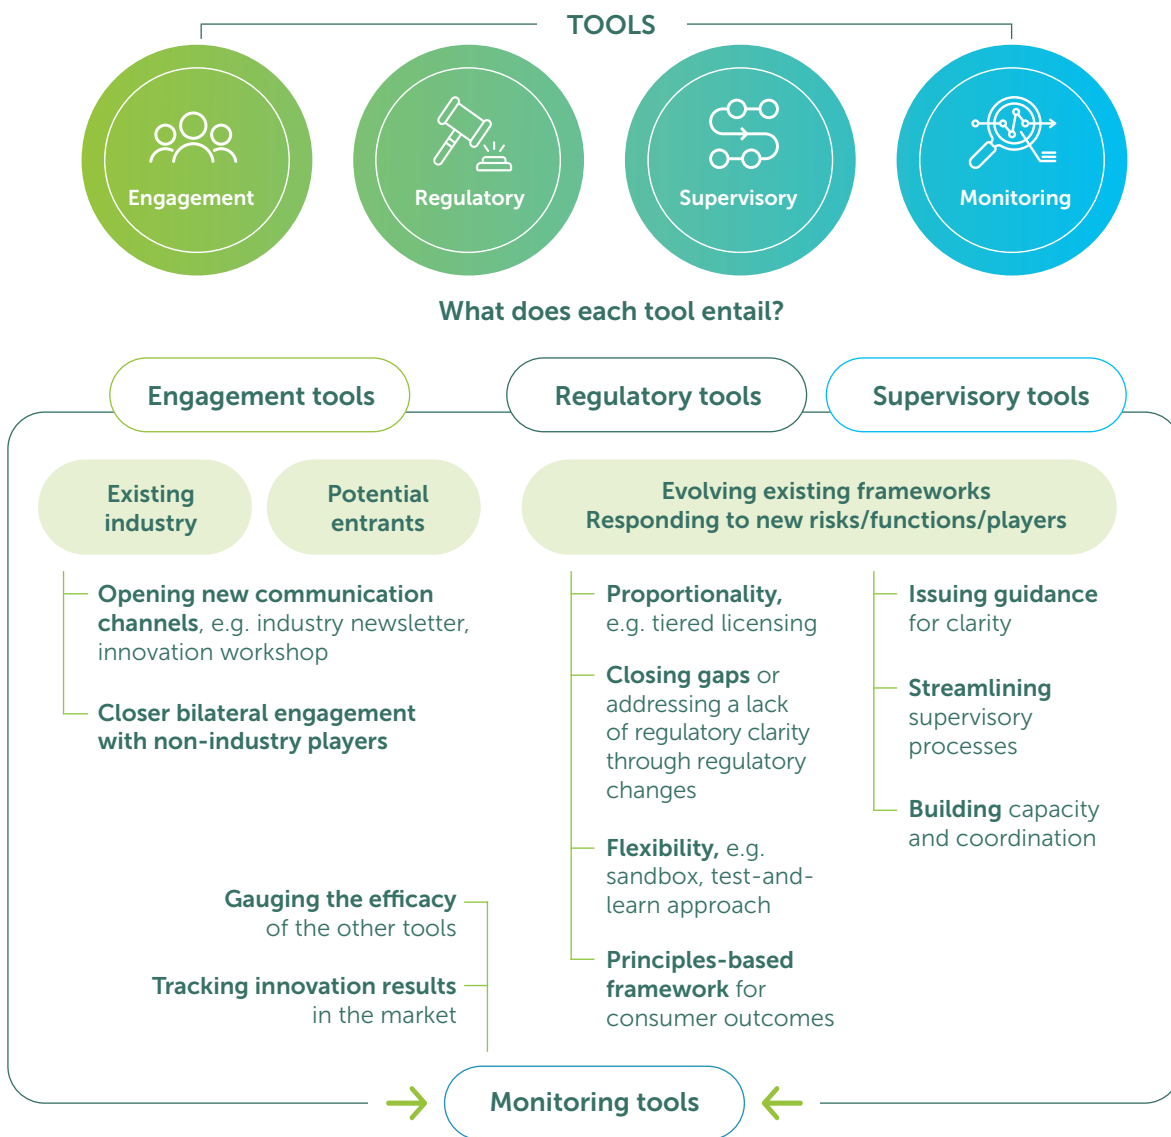 TOOLS
Engagement
Regulatory
Supervisory
Monitoring
What does each tool entail?
Engagement tools
Regulatory tools
Supervisory tools
Existing
industry
Potential
entrants
Evolving existing frameworks
Responding to new risks/functions/players
Opening new communication
channels, e.g. industry newsletter,
innovation workshop
Closer bilateral engagement
with non-industry players
Proportionality,
e.g. tiered licensing
Closing gaps or
addressing a lack
of regulatory clarity
through regulatory
changes
Flexibility, e.g.
sandbox, test-and-
learn approach
Principles-based
framework for
consumer outcomes
Issuing guidance
for clarity
Streamlining
supervisory
processes
Building capacity
and coordination
Gauging the efficacy
of the other tools
Tracking innovation results
in the market
Monitoring tools